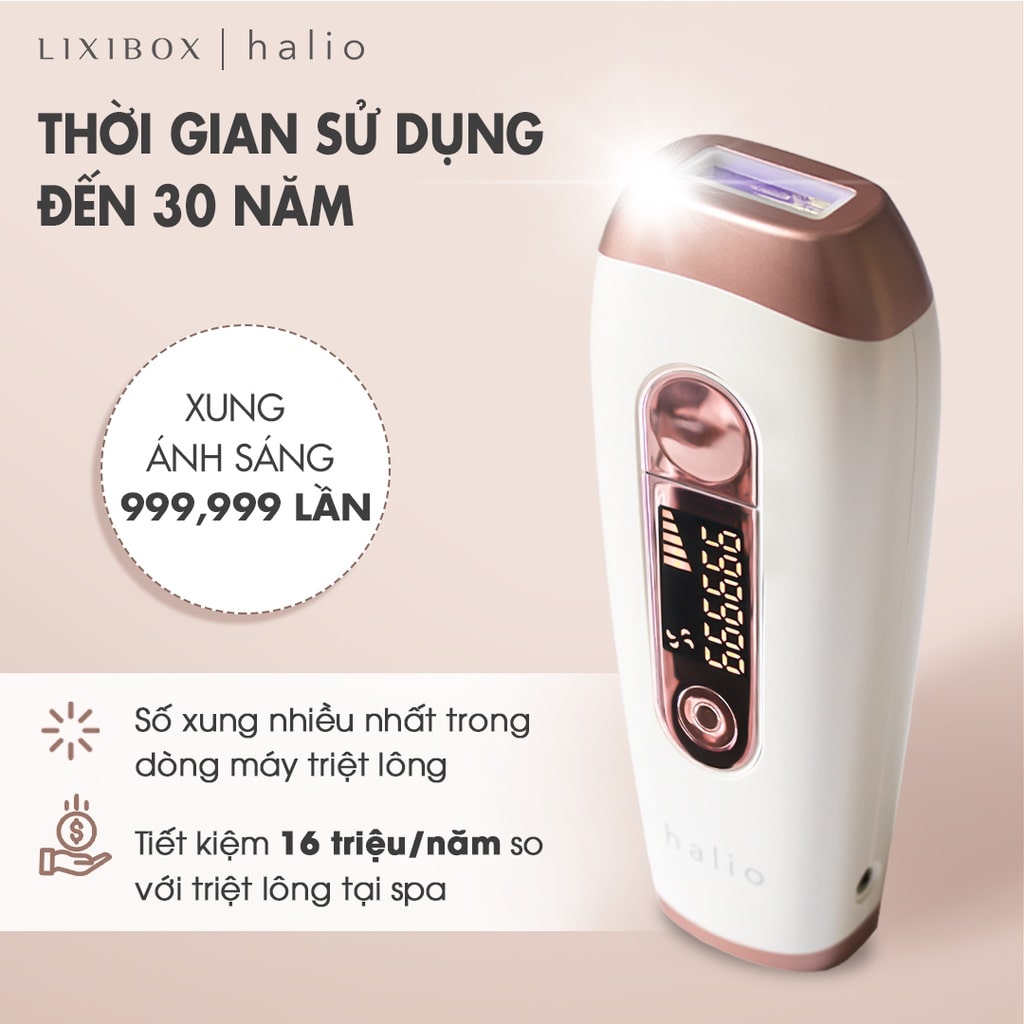 LIXIBOX | halio
THỜI GIAN SỬ DỤNG
ĐẾN 30 NĂM
XUNG
ÁNH SÁNG
999,999 LẦN
999999
Số xung nhiều nhất trong
dòng máy triệt lông
$
Tiết kiệm 16 triệu/năm so
với triệt lông tại spa
halio